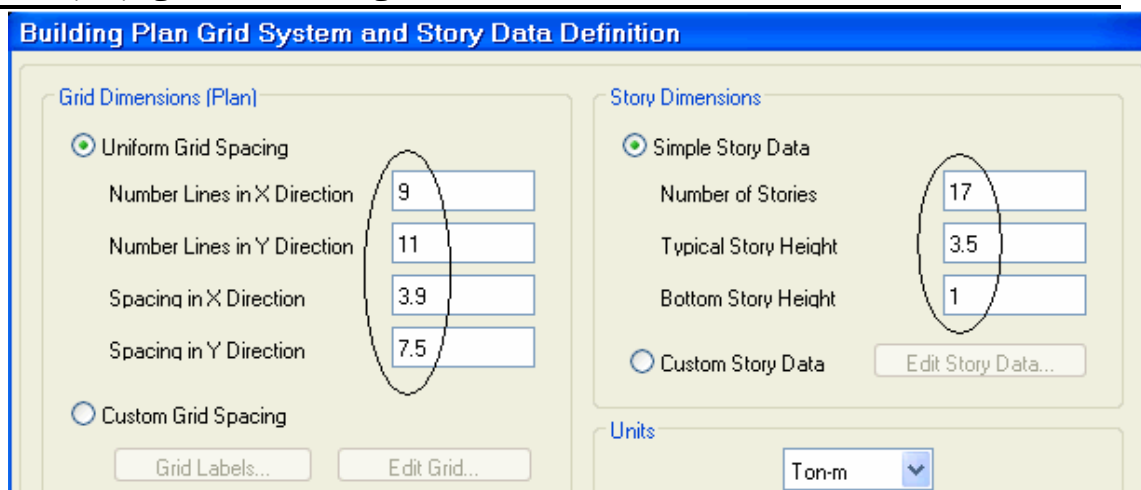 Building Plan Grid System and Story Data Definition
Grid Dimensions (Plan)
Uniform Grid Spacing
Number Lines in X Direction 9
Number Lines in Y Direction 11
Spacing in X Direction 3.9
Spacing in Y Direction 7.5
Custom Grid Spacing
Grid Labels... Edit Grid...
Story Dimensions
Simple Story Data
Number of Stories 17
Typical Story Height 3.5
Bottom Story Height 1
Custom Story Data Edit Story Data...
Units
Ton-m